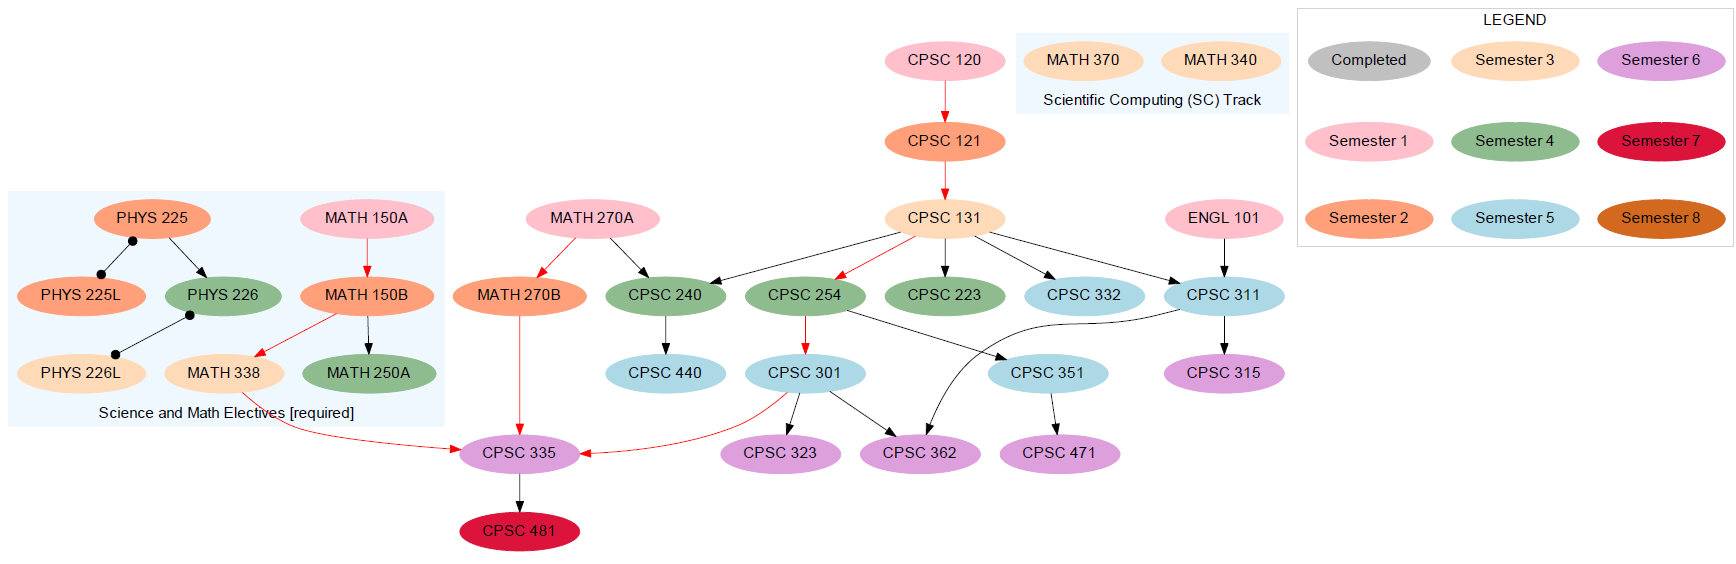 LEGEND
CPSC 120
MATH 370
MATH 340
Completed
Semester 3
Semester 6
Scientific Computing (SC) Track
CPSC 121
Semester 1
Semester 4
Semester 7
PHYS 225
MATH 150A
MATH 270A
CPSC 131
ENGL 101
Semester 2
Semester 5
Semester 8
PHYS 225L
PHYS 226
MATH 150B
MATH 270B
CPSC 240
CPSC 254
CPSC 223
CPSC 332
CPSC 311
PHYS 226L
MATH 338
MATH 250A
CPSC 440
CPSC 301
CPSC 351
CPSC 315
Science and Math Electives [required]
CPSC 335
CPSC 323
CPSC 362
CPSC 471
CPSC 481